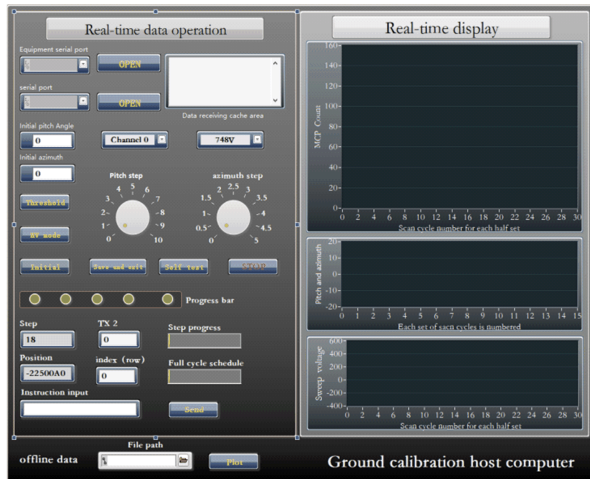 Real-time data operation
Equipment serial port
OPEN
serial port
OPEN
Data receiving cache area
Initial pitch Angle
0
Channel 0
748V
Initial azimuth
0
Pitch step
0 1 2 3 4 5 6 7 8 9 10
azimuth step
0 0.5 1 1.5 2 2.5 3 3.5 4 4.5 5
Threshold
HV mode
Initial
Save and exit
Self test
Progress bar
Step
18
TX 2
0
Step progress
Position
-22500A0
index (row)
0
Full cycle schedule
Instruction input
Send
offline data
File path
Plot
Real-time display
MCP Count
160
140
120
100
80
60
40
20
0
0 2 4 6 8 10 12 14 16 18 20 22 24 26 28 30
Scan cycle number for each half set
Pitch and azimuth
20
10
0
-10
-20
0 1 2 3 4 5 6 7 8 9 10 11 12 13 14 15
Each set of sacn cycles is numbered
Sweep voltage
600
400
200
0
-200
-400
0 2 4 6 8 10 12 14 16 18 20 22 24 26 28 30
Scan cycle number for each half set
Ground calibration host computer